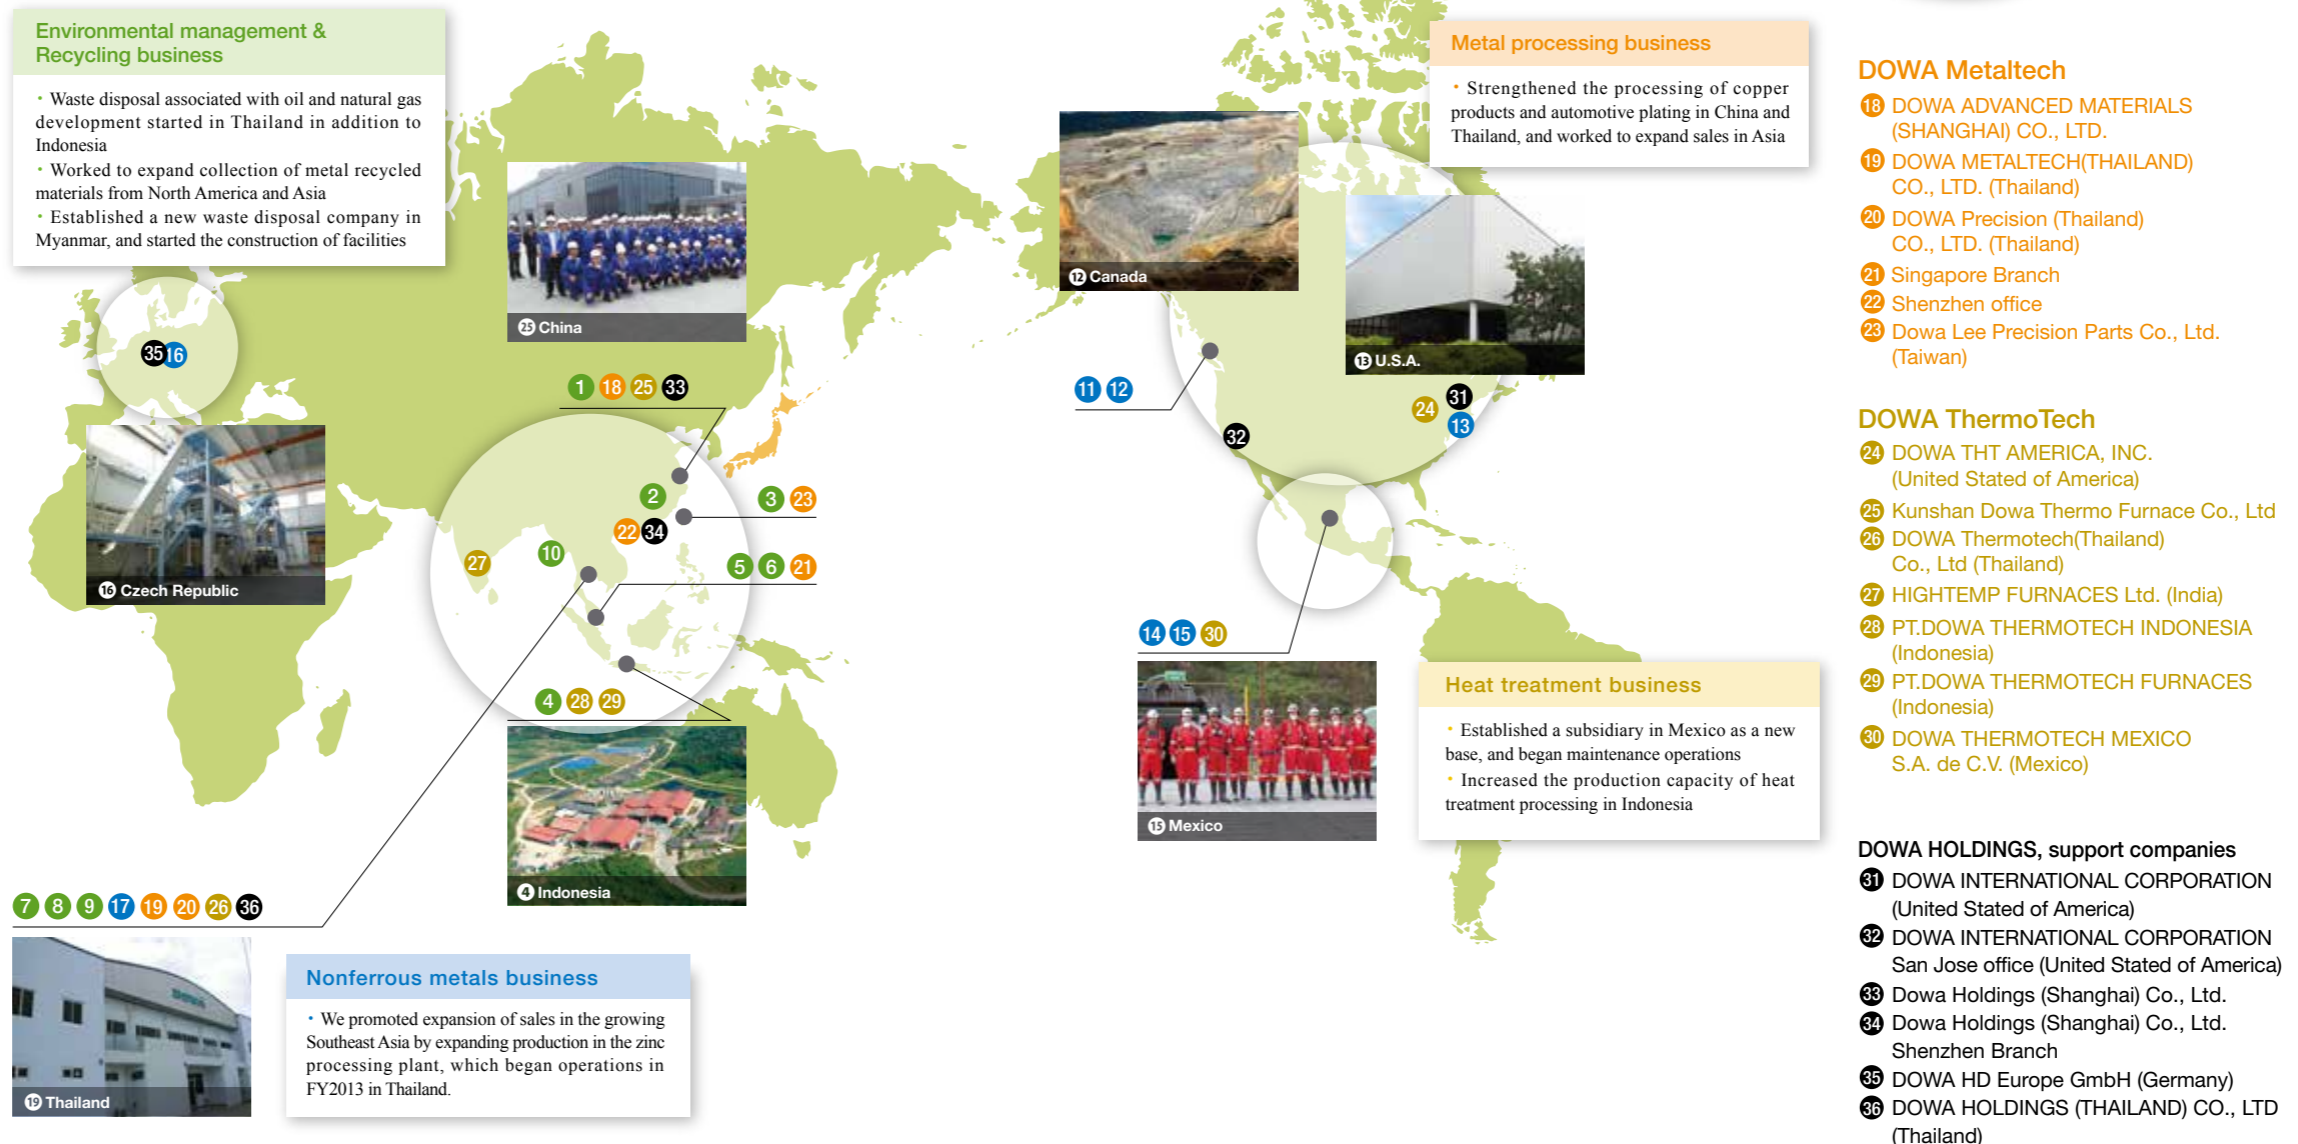 Environmental management &
Recycling business
・Waste disposal associated with oil and natural gas
development started in Thailand in addition to
Indonesia
・Worked to expand collection of metal recycled
materials from North America and Asia
・Established a new waste disposal company in
Myanmar, and started the construction of facilities
Metal processing business
・Strengthened the processing of copper
products and automotive plating in China and
Thailand, and worked to expand sales in Asia
25 China
12 Canada
13 U.S.A.
35 16
1 18 25 33
11 12
24 31
13
32
2
3 23
22 34
10
27
5 6 21
16 Czech Republic
14 15 30
4 28 29
Heat treatment business
・Established a subsidiary in Mexico as a new
base, and began maintenance operations
・Increased the production capacity of heat
treatment processing in Indonesia
15 Mexico
4 Indonesia
7 8 9 17 19 20 26 36
DOWA
19 Thailand
Nonferrous metals business
・We promoted expansion of sales in the growing
Southeast Asia by expanding production in the zinc
processing plant, which began operations in
FY2013 in Thailand.
DOWA Metaltech
18 DOWA ADVANCED MATERIALS
(SHANGHAI) CO., LTD.
19 DOWA METALTECH(THAILAND)
CO., LTD. (Thailand)
20 DOWA Precision (Thailand)
CO., LTD. (Thailand)
21 Singapore Branch
22 Shenzhen office
23 Dowa Lee Precision Parts Co., Ltd.
(Taiwan)
DOWA ThermoTech
24 DOWA THT AMERICA, INC.
(United Stated of America)
25 Kunshan Dowa Thermo Furnace Co., Ltd
26 DOWA Thermotech(Thailand)
Co., Ltd (Thailand)
27 HIGHTEMP FURNACES Ltd. (India)
28 PT.DOWA THERMOTECH INDONESIA
(Indonesia)
29 PT.DOWA THERMOTECH FURNACES
(Indonesia)
30 DOWA THERMOTECH MEXICO
S.A. de C.V. (Mexico)
DOWA HOLDINGS, support companies
31 DOWA INTERNATIONAL CORPORATION
(United Stated of America)
32 DOWA INTERNATIONAL CORPORATION
San Jose office (United Stated of America)
33 Dowa Holdings (Shanghai) Co., Ltd.
34 Dowa Holdings (Shanghai) Co., Ltd.
Shenzhen Branch
35 DOWA HD Europe GmbH (Germany)
36 DOWA HOLDINGS (THAILAND) CO., LTD
(Thailand)